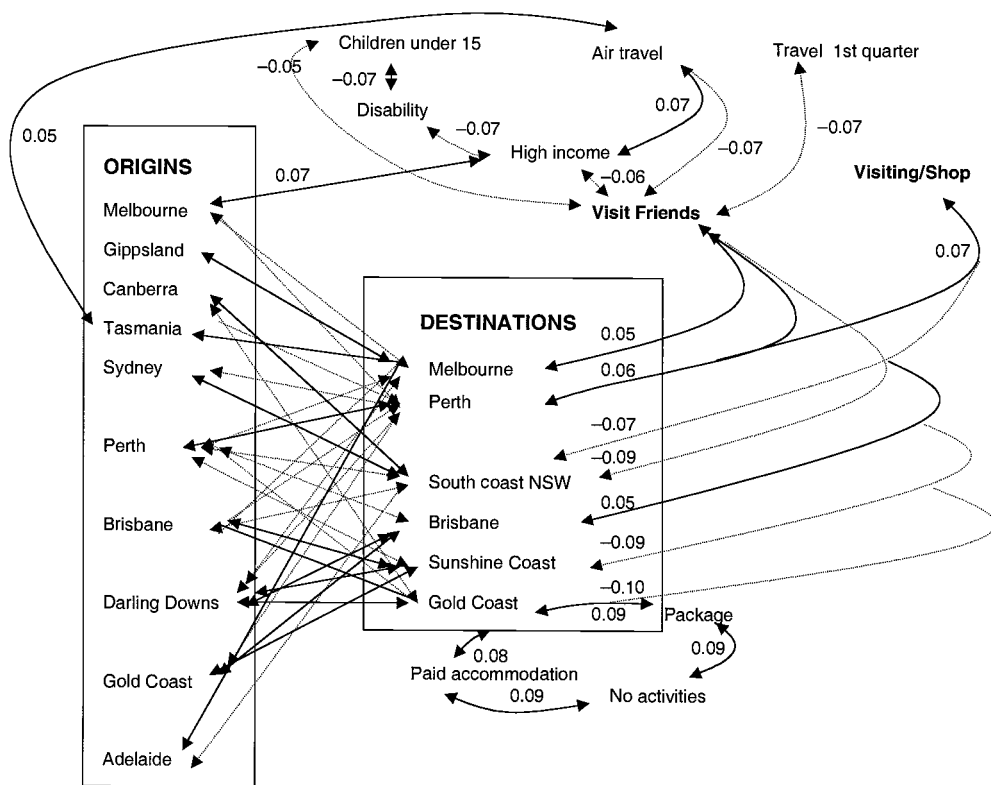 Children under 15
Air travel
Travel 1st quarter
−0.05
−0.07
0.07
Disability
0.05
−0.07
−0.07
−0.07
High income
ORIGINS
0.07
−0.06
Visiting/Shop
Visit Friends
Melbourne
Gippsland
0.07
Canberra
DESTINATIONS
Tasmania
0.05
Sydney
Melbourne
0.06
Perth
−0.07
Perth
−0.09
South coast NSW
0.05
Brisbane
Brisbane
−0.09
Sunshine Coast
−0.10
Darling Downs
Gold Coast
0.09
Package
0.08
0.09
Paid accommodation
Gold Coast
0.09
No activities
Adelaide